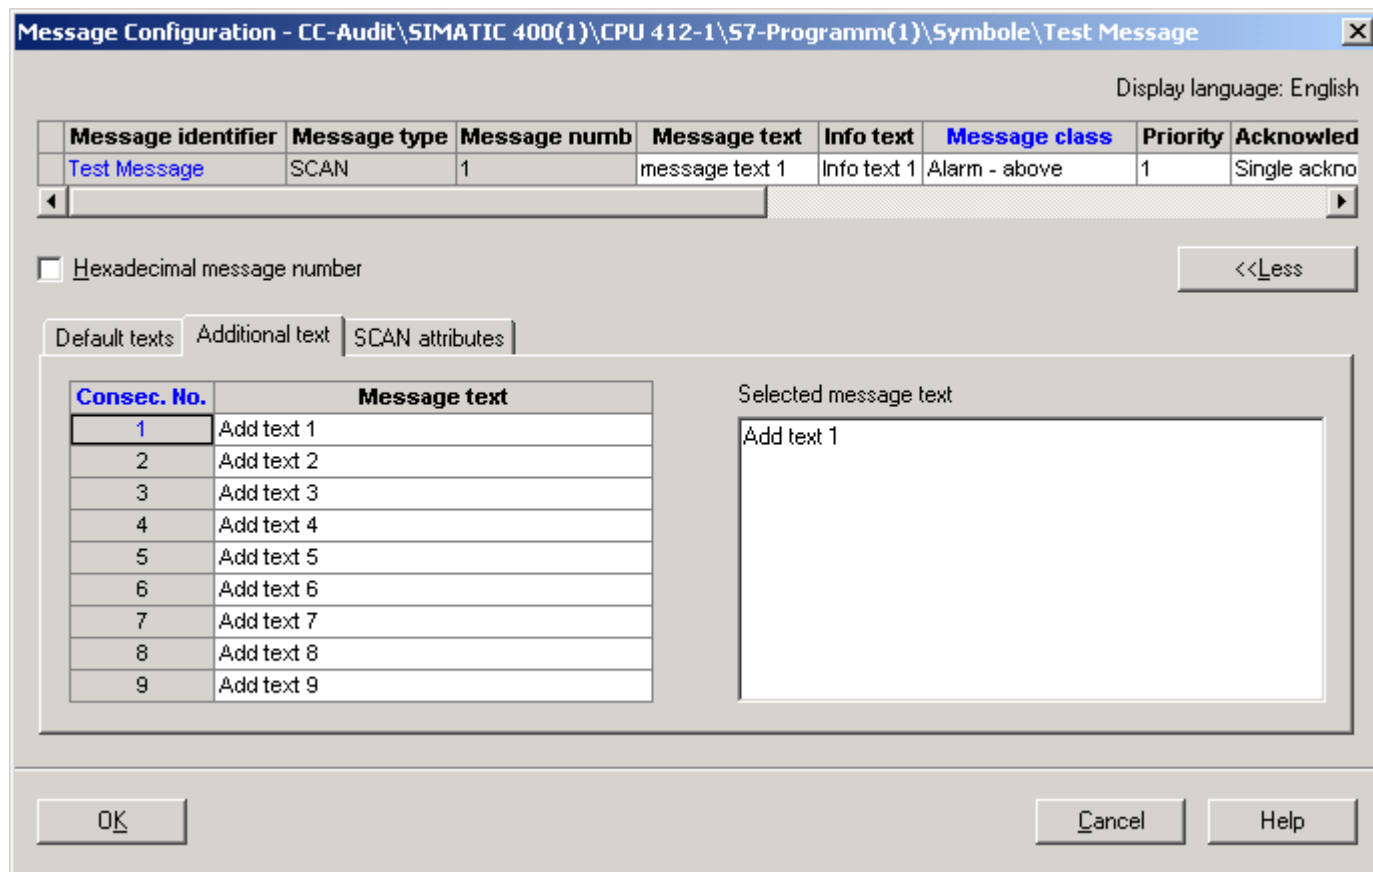 Message Configuration - CC-Audit\SIMATIC 400(1)\CPU 412-1\S7-Programm(1)\Symbole\Test Message
Display language: English
Message identifier Message type Message numb Message text Info text Message class Priority Acknowled
Test Message SCAN 1 message text 1 Info text 1 Alarm - above 1 Single ackno
Hexadecimal message number <<Less
Default texts Additional text SCAN attributes
Consec. No. Message text Selected message text
1 Add text 1 Add text 1
2 Add text 2
3 Add text 3
4 Add text 4
5 Add text 5
6 Add text 6
7 Add text 7
8 Add text 8
9 Add text 9
OK Cancel Help